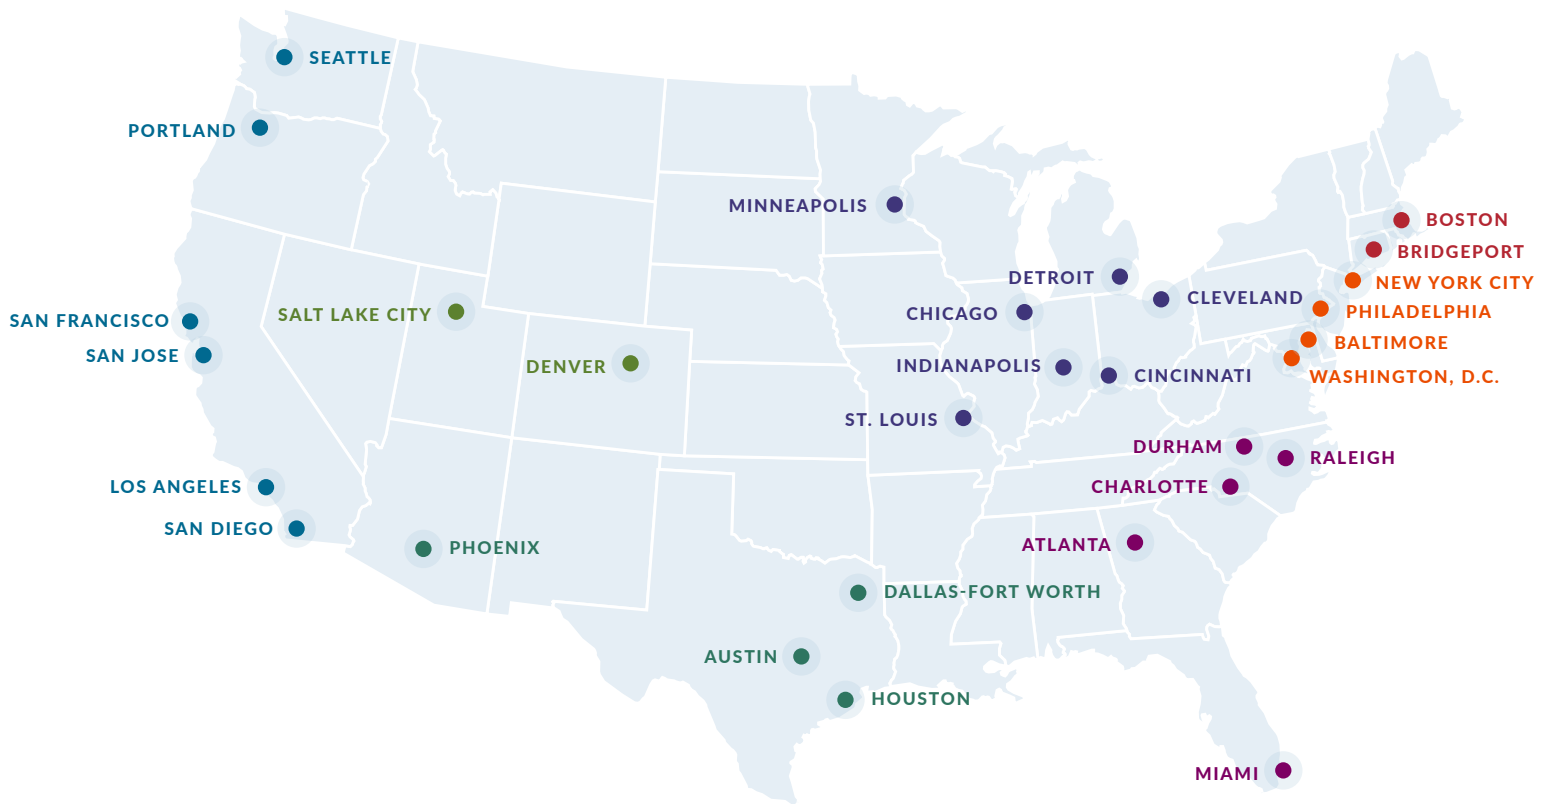 SEATTLE
PORTLAND
MINNEAPOLIS
BOSTON
BRIDGEPORT
DETROIT
NEW YORK CITY
CLEVELAND
SALT LAKE CITY
CHICAGO
PHILADELPHIA
SAN FRANCISCO
BALTIMORE
SAN JOSE
DENVER
INDIANAPOLIS
CINCINNATI
WASHINGTON, D.C.
ST. LOUIS
DURHAM
RALEIGH
LOS ANGELES
CHARLOTTE
SAN DIEGO
PHOENIX
ATLANTA
DALLAS-FORT WORTH
AUSTIN
HOUSTON
MIAMI